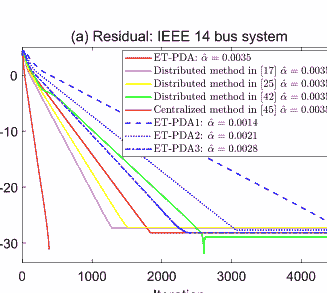 (a) Residual: IEEE 14 bus system
0
-10
-20
-30
ET-PDA: α̂ = 0.0035
Distributed method in [17] α̂ = 0.0035
Distributed method in [25] α̂ = 0.0035
Distributed method in [42] α̂ = 0.0035
Centralized method in [45] α̂ = 0.0035
ET-PDA1: α̂ = 0.0014
ET-PDA2: α̂ = 0.0021
ET-PDA3: α̂ = 0.0028
0 1000 2000 3000 4000
Iteration